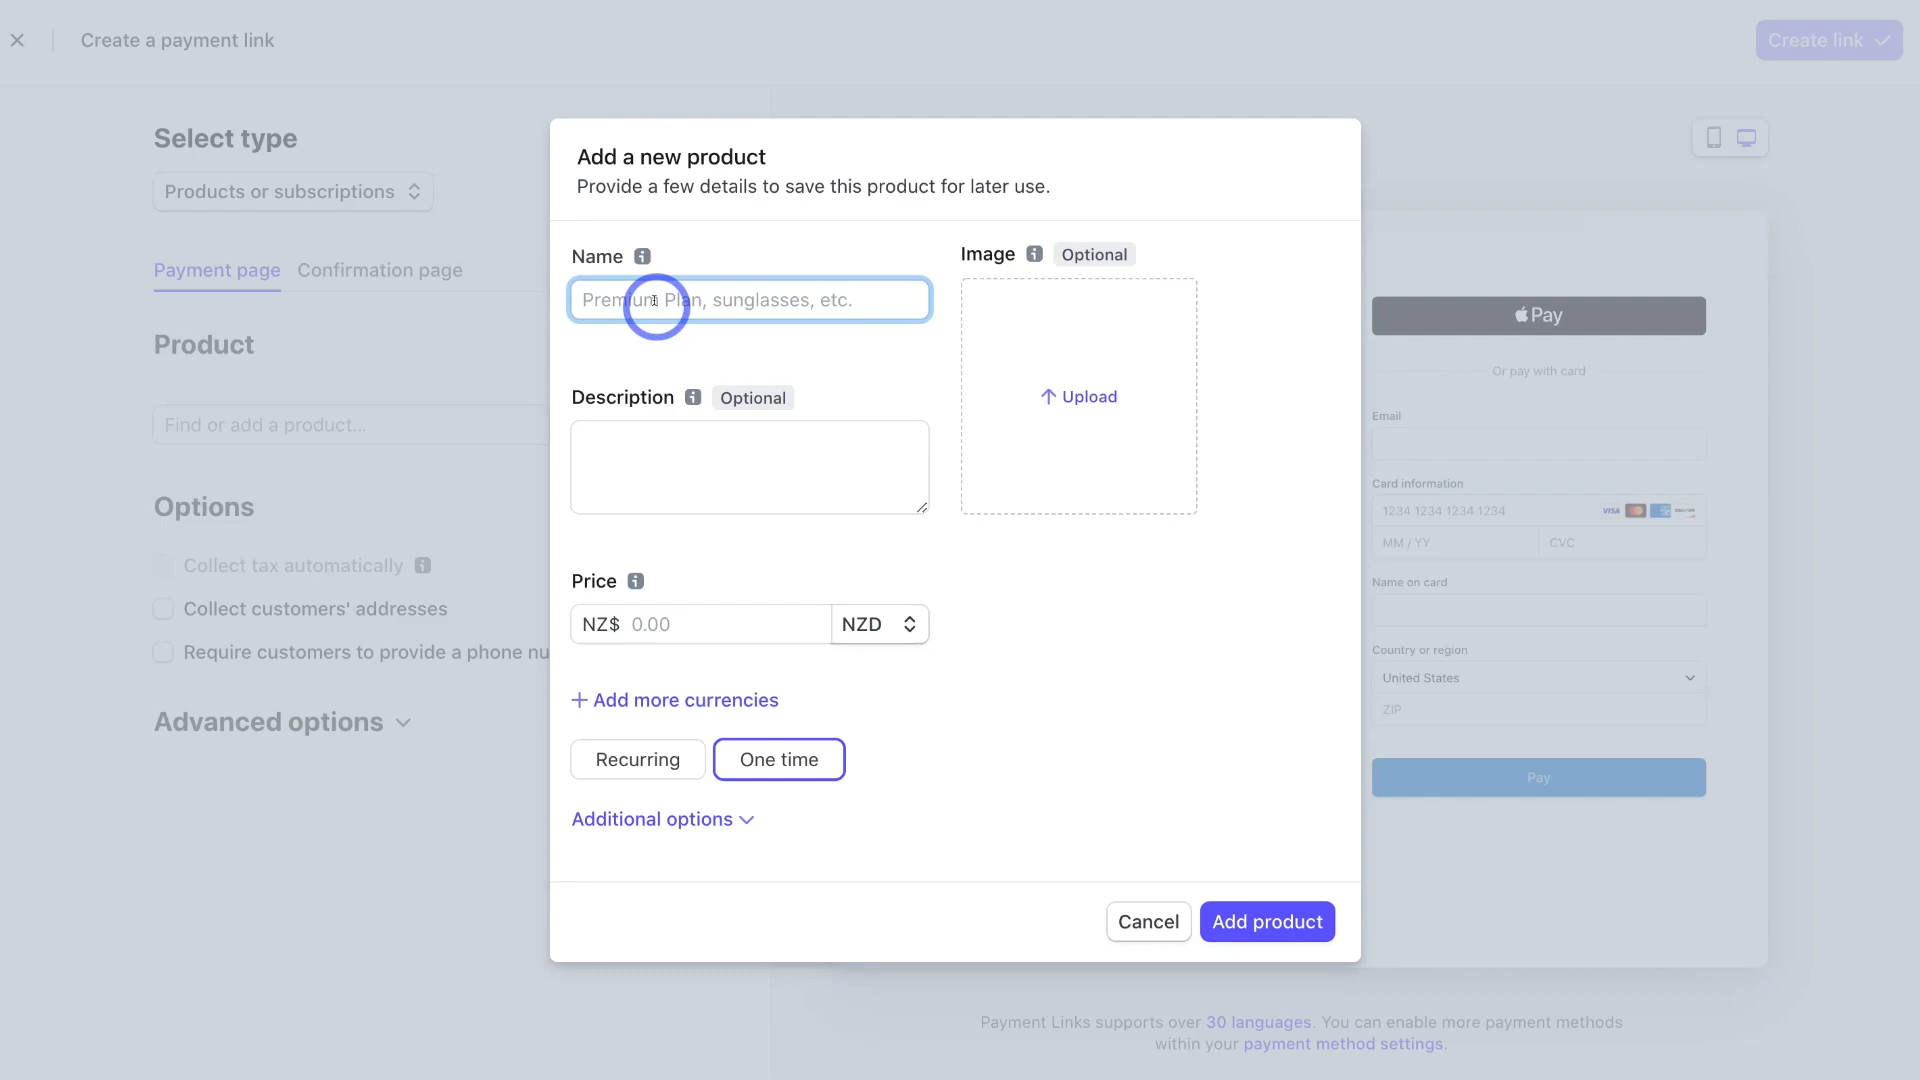 Create a payment link
Create link
Select type
Products or subscriptions
Payment page
Confirmation page
Product
Find or add a product...
Options
Collect tax automatically
Collect customers' addresses
Require customers to provide a phone nu
Advanced options
Add a new product
Provide a few details to save this product for later use.
Name
Premium Plan, sunglasses, etc.
Image Optional
Upload
Description Optional
Price
NZ$ 0.00 NZD
Add more currencies
Recurring
One time
Additional options
Cancel
Add product
Pay
Or pay with card
Email
Card information
1234 1234 1234 1234 VISA
MM / YY CVC
Name on card
Country or region
United States
ZIP
Pay
Payment Links supports over 30 languages. You can enable more payment methods
within your payment method settings.